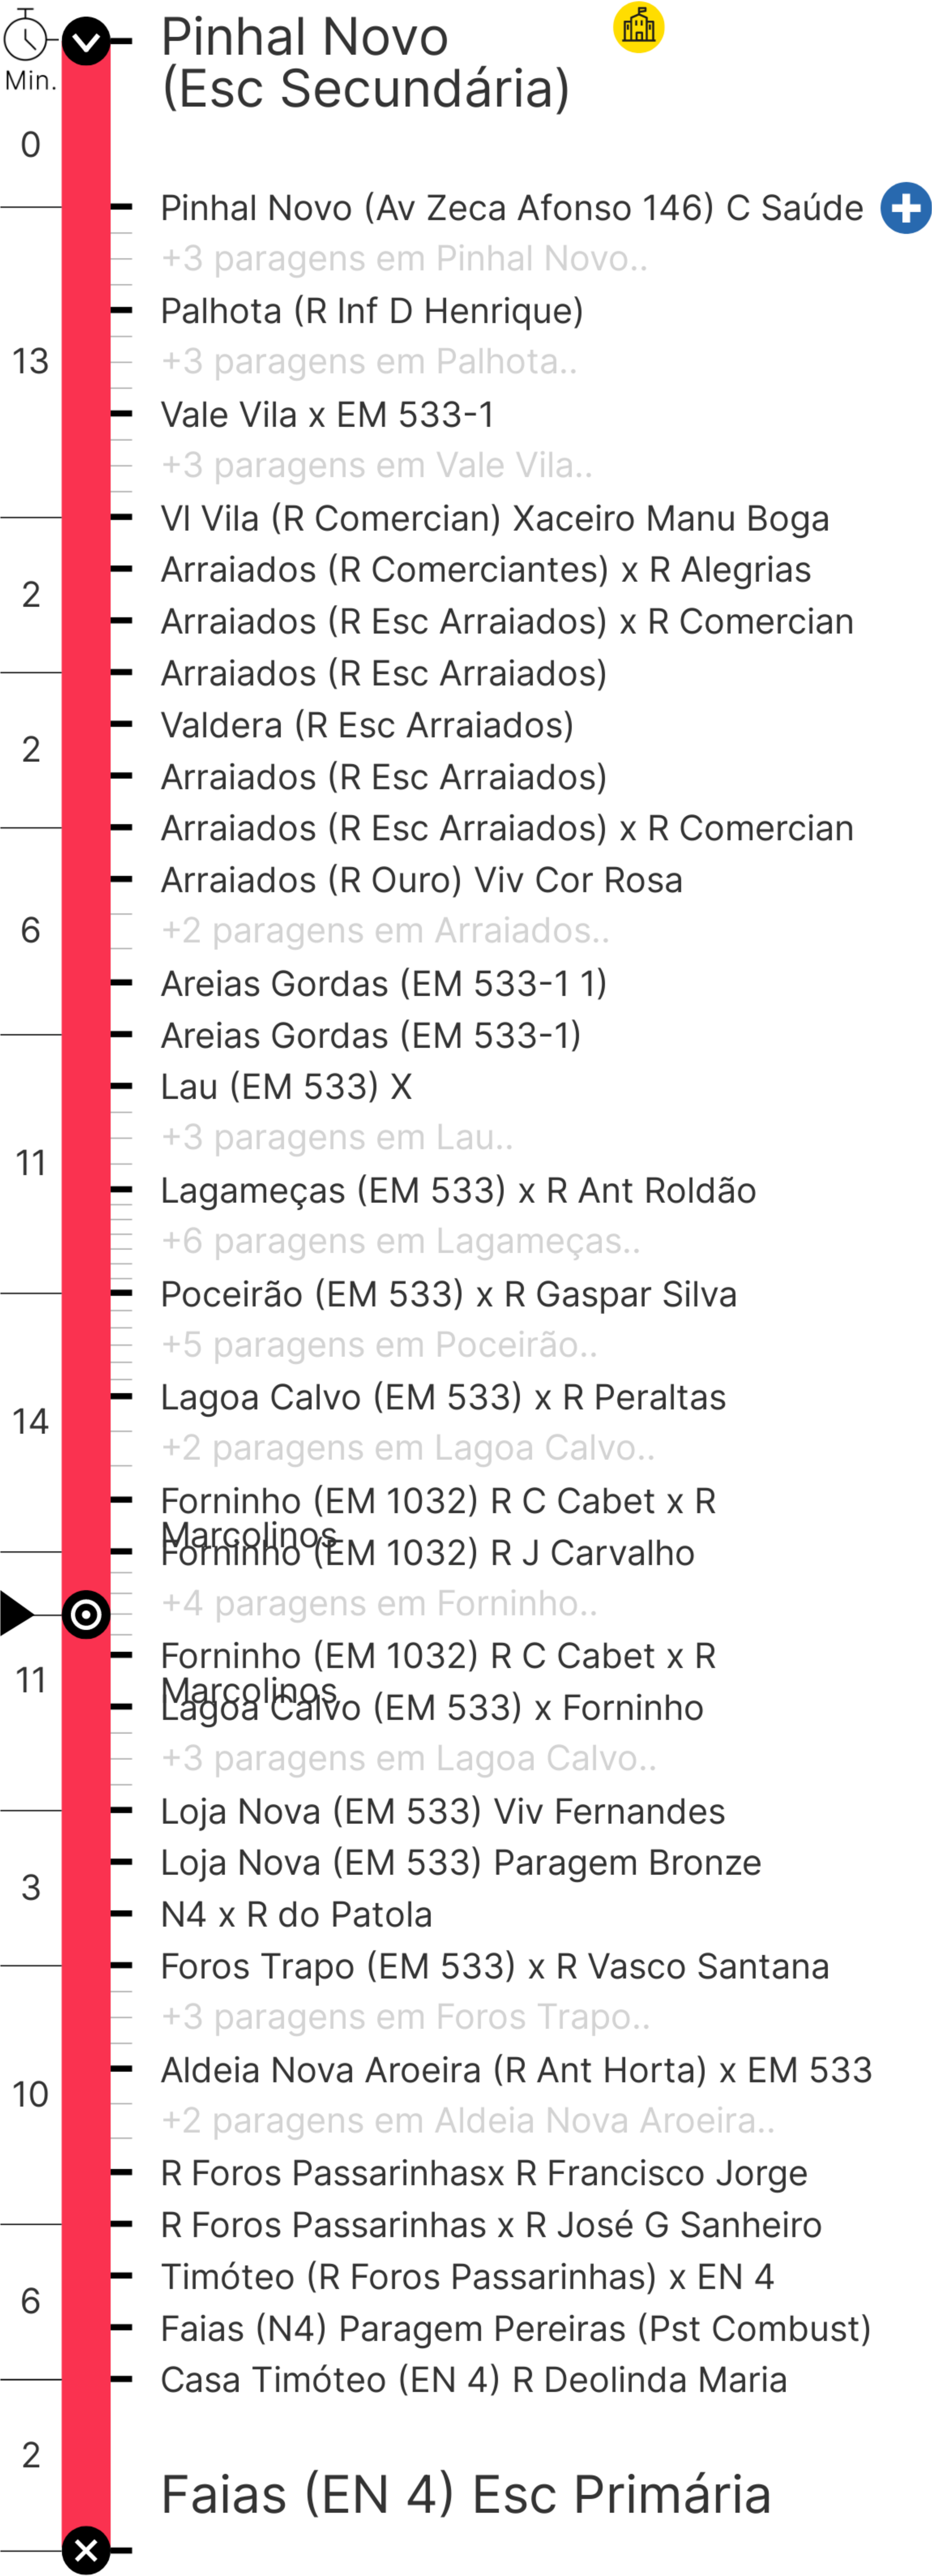 Pinhal Novo
(Esc Secundária)
Min.
0
Pinhal Novo (Av Zeca Afonso 146) C Saúde
+3 paragens em Pinhal Novo..
Palhota (R Inf D Henrique)
13
+3 paragens em Palhota..
Vale Vila x EM 533-1
+3 paragens em Vale Vila..
Vl Vila (R Comercian) Xaceiro Manu Boga
Arraiados (R Comerciantes) x R Alegrias
2
Arraiados (R Esc Arraiados) x R Comercian
Arraiados (R Esc Arraiados)
Valdera (R Esc Arraiados)
2
Arraiados (R Esc Arraiados)
Arraiados (R Esc Arraiados) x R Comercian
Arraiados (R Ouro) Viv Cor Rosa
6
+2 paragens em Arraiados..
Areias Gordas (EM 533-1 1)
Areias Gordas (EM 533-1)
Lau (EM 533) X
+3 paragens em Lau..
11
Lagameças (EM 533) x R Ant Roldão
+6 paragens em Lagameças..
Poceirão (EM 533) x R Gaspar Silva
+5 paragens em Poceirão..
Lagoa Calvo (EM 533) x R Peraltas
14
+2 paragens em Lagoa Calvo..
Forninho (EM 1032) R C Cabet x R
Marcolinos
Forninho (EM 1032) R J Carvalho
+4 paragens em Forninho..
Forninho (EM 1032) R C Cabet x R
11
Marcolinos
Lagoa Calvo (EM 533) x Forninho
+3 paragens em Lagoa Calvo..
Loja Nova (EM 533) Viv Fernandes
Loja Nova (EM 533) Paragem Bronze
3
N4 x R do Patola
Foros Trapo (EM 533) x R Vasco Santana
+3 paragens em Foros Trapo..
Aldeia Nova Aroeira (R Ant Horta) x EM 533
10
+2 paragens em Aldeia Nova Aroeira..
R Foros Passarinhasx R Francisco Jorge
R Foros Passarinhas x R José G Sanheiro
Timóteo (R Foros Passarinhas) x EN 4
6
Faias (N4) Paragem Pereiras (Pst Combust)
Casa Timóteo (EN 4) R Deolinda Maria
2
Faias (EN 4) Esc Primária